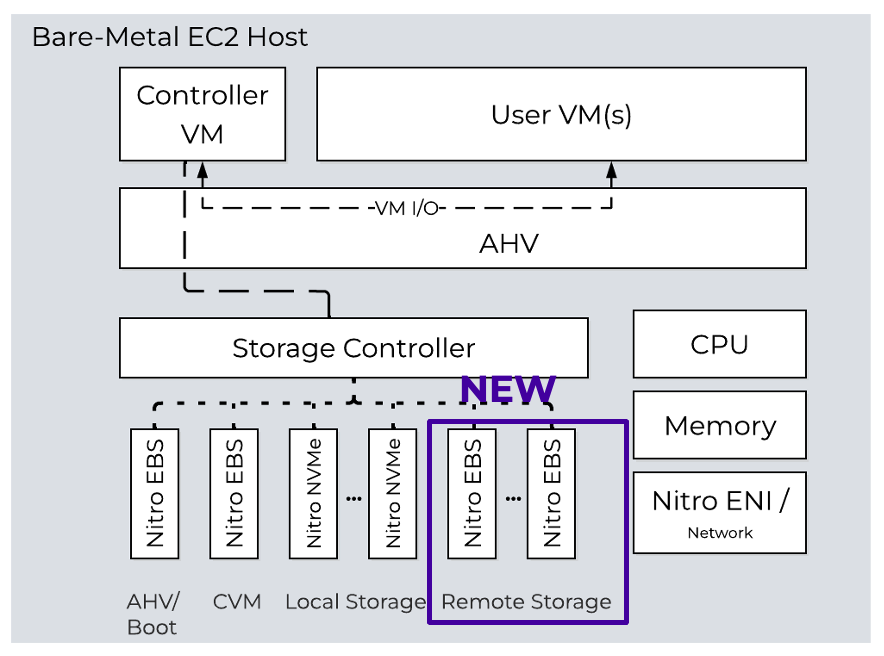 Bare-Metal EC2 Host
Controller
VM
User VM(s)
VM I/O
AHV
Storage Controller
CPU
NEW
Memory
Nitro EBS
Nitro EBS
Nitro NVMe
...
Nitro NVMe
Nitro EBS
...
Nitro EBS
Nitro ENI /
Network
AHV/
Boot
CVM
Local Storage
Remote Storage